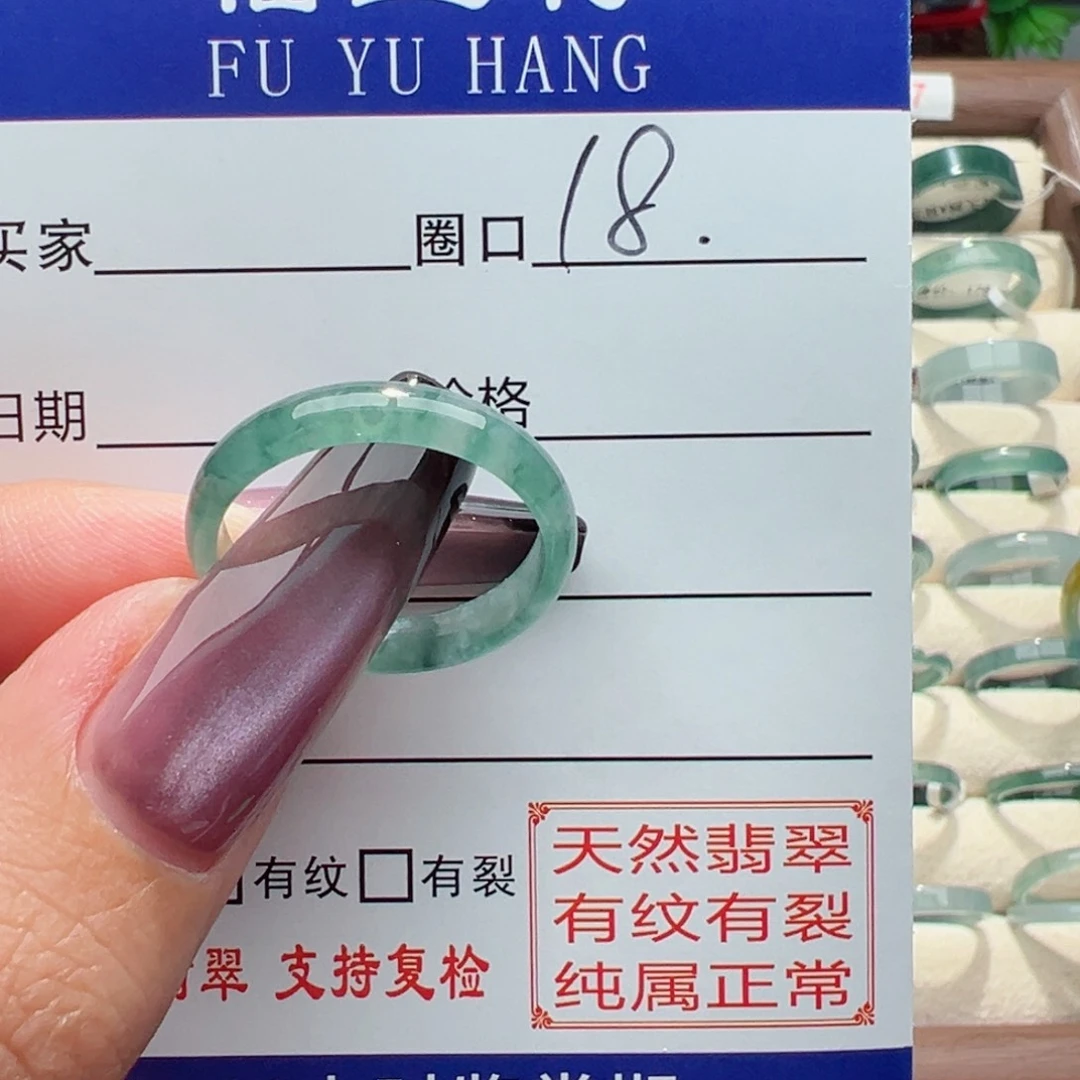 FU YU HANG
买家 圈口 18.
日期 价格
有纹 有裂
翠 支持复检
天然翡翠
有纹有裂
纯属正常